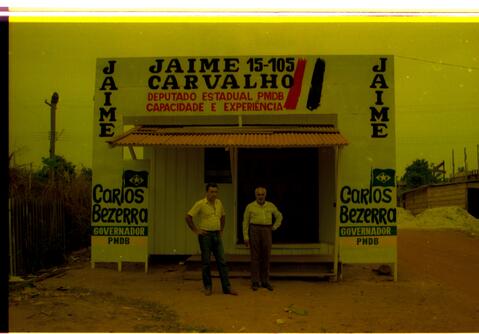 JAIME 15-105
CARVALHO
DEPUTADO ESTADUAL PMDB
CAPACIDADE E EXPERIÊNCIA
JAIME
JAIME
CARLOS
BEZERRA
GOVERNADOR
PMDB
CARLOS
BEZERRA
GOVERNADOR
PMDB